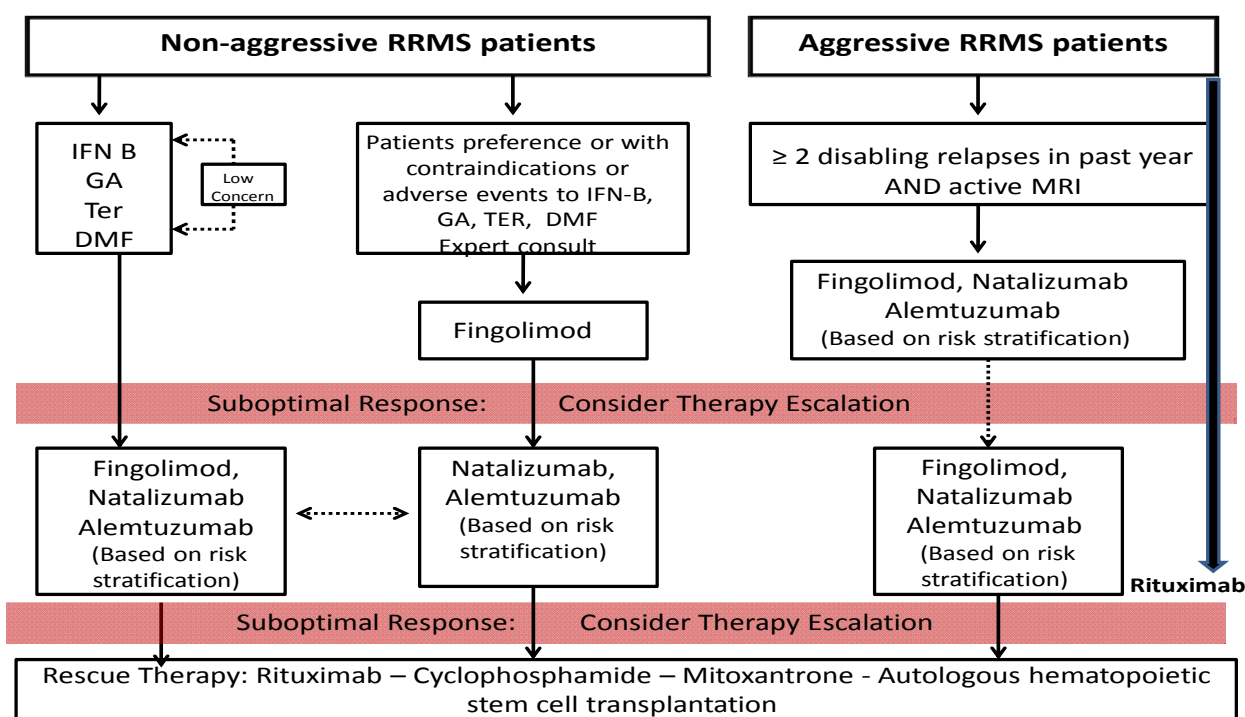 Non-aggressive RRMS patients
Aggressive RRMS patients
IFN B
GA
Ter
DMF
Low
Concern
Patients preference or with
contraindications or
adverse events to IFN-B,
GA, TER, DMF
Expert consult
≥ 2 disabling relapses in past year
AND active MRI
Fingolimod
Fingolimod, Natalizumab
Alemtuzumab
(Based on risk stratification)
Suboptimal Response: Consider Therapy Escalation
Fingolimod,
Natalizumab
Alemtuzumab
(Based on risk
stratification)
Natalizumab,
Alemtuzumab
(Based on risk
stratification)
Fingolimod,
Natalizumab
Alemtuzumab
(Based on risk
stratification)
Rituximab
Suboptimal Response: Consider Therapy Escalation
Rescue Therapy: Rituximab – Cyclophosphamide – Mitoxantrone - Autologous hematopoietic
stem cell transplantation